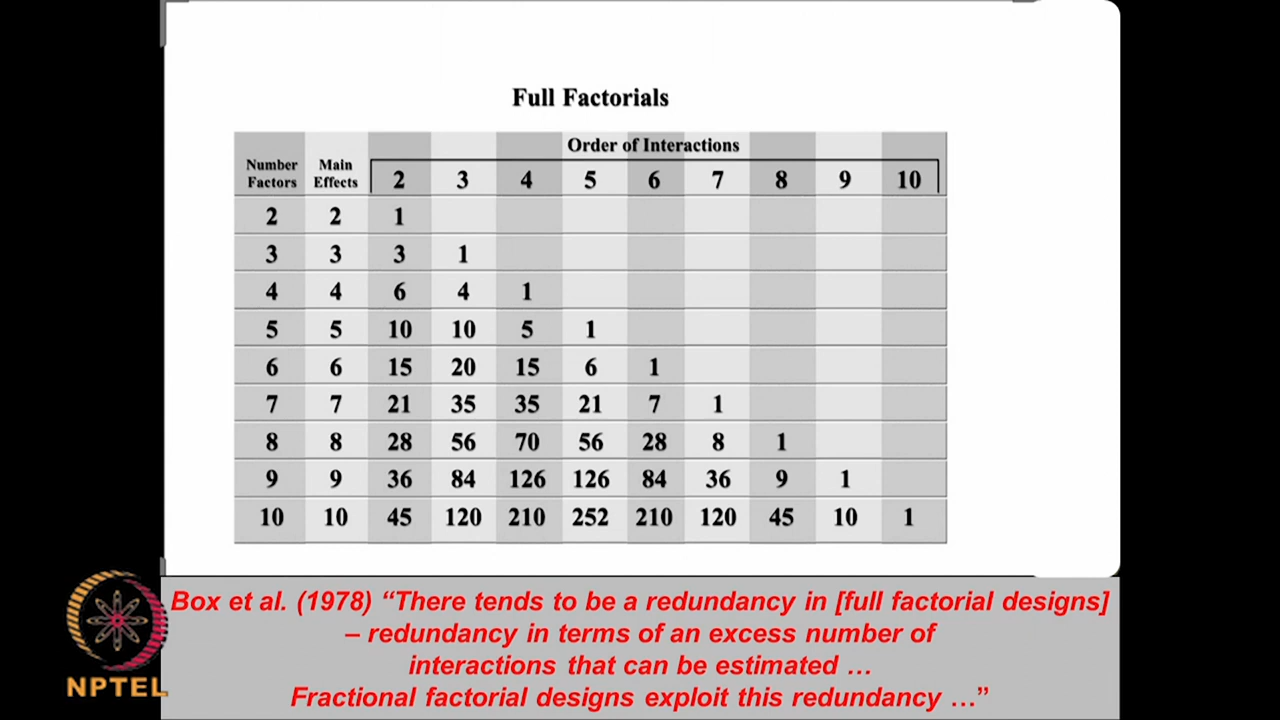 Full Factorials
Order of Interactions
Number Factors Main Effects 2 3 4 5 6 7 8 9 10
2 2 1
3 3 3 1
4 4 6 4 1
5 5 10 10 5 1
6 6 15 20 15 6 1
7 7 21 35 35 21 7 1
8 8 28 56 70 56 28 8 1
9 9 36 84 126 126 84 36 9 1
10 10 45 120 210 252 210 120 45 10 1
Box et al. (1978) “There tends to be a redundancy in [full factorial designs]
– redundancy in terms of an excess number of
interactions that can be estimated …
Fractional factorial designs exploit this redundancy …”
NPTEL